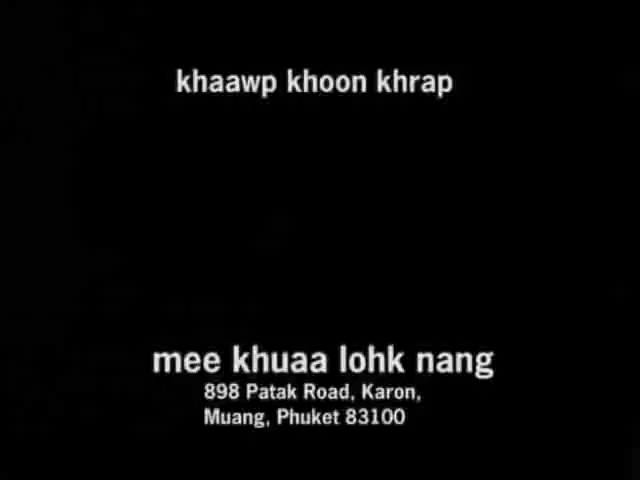 khaawp khoon khrap
mee khuaa lohk nang
898 Patak Road, Karon,
Muang, Phuket 83100